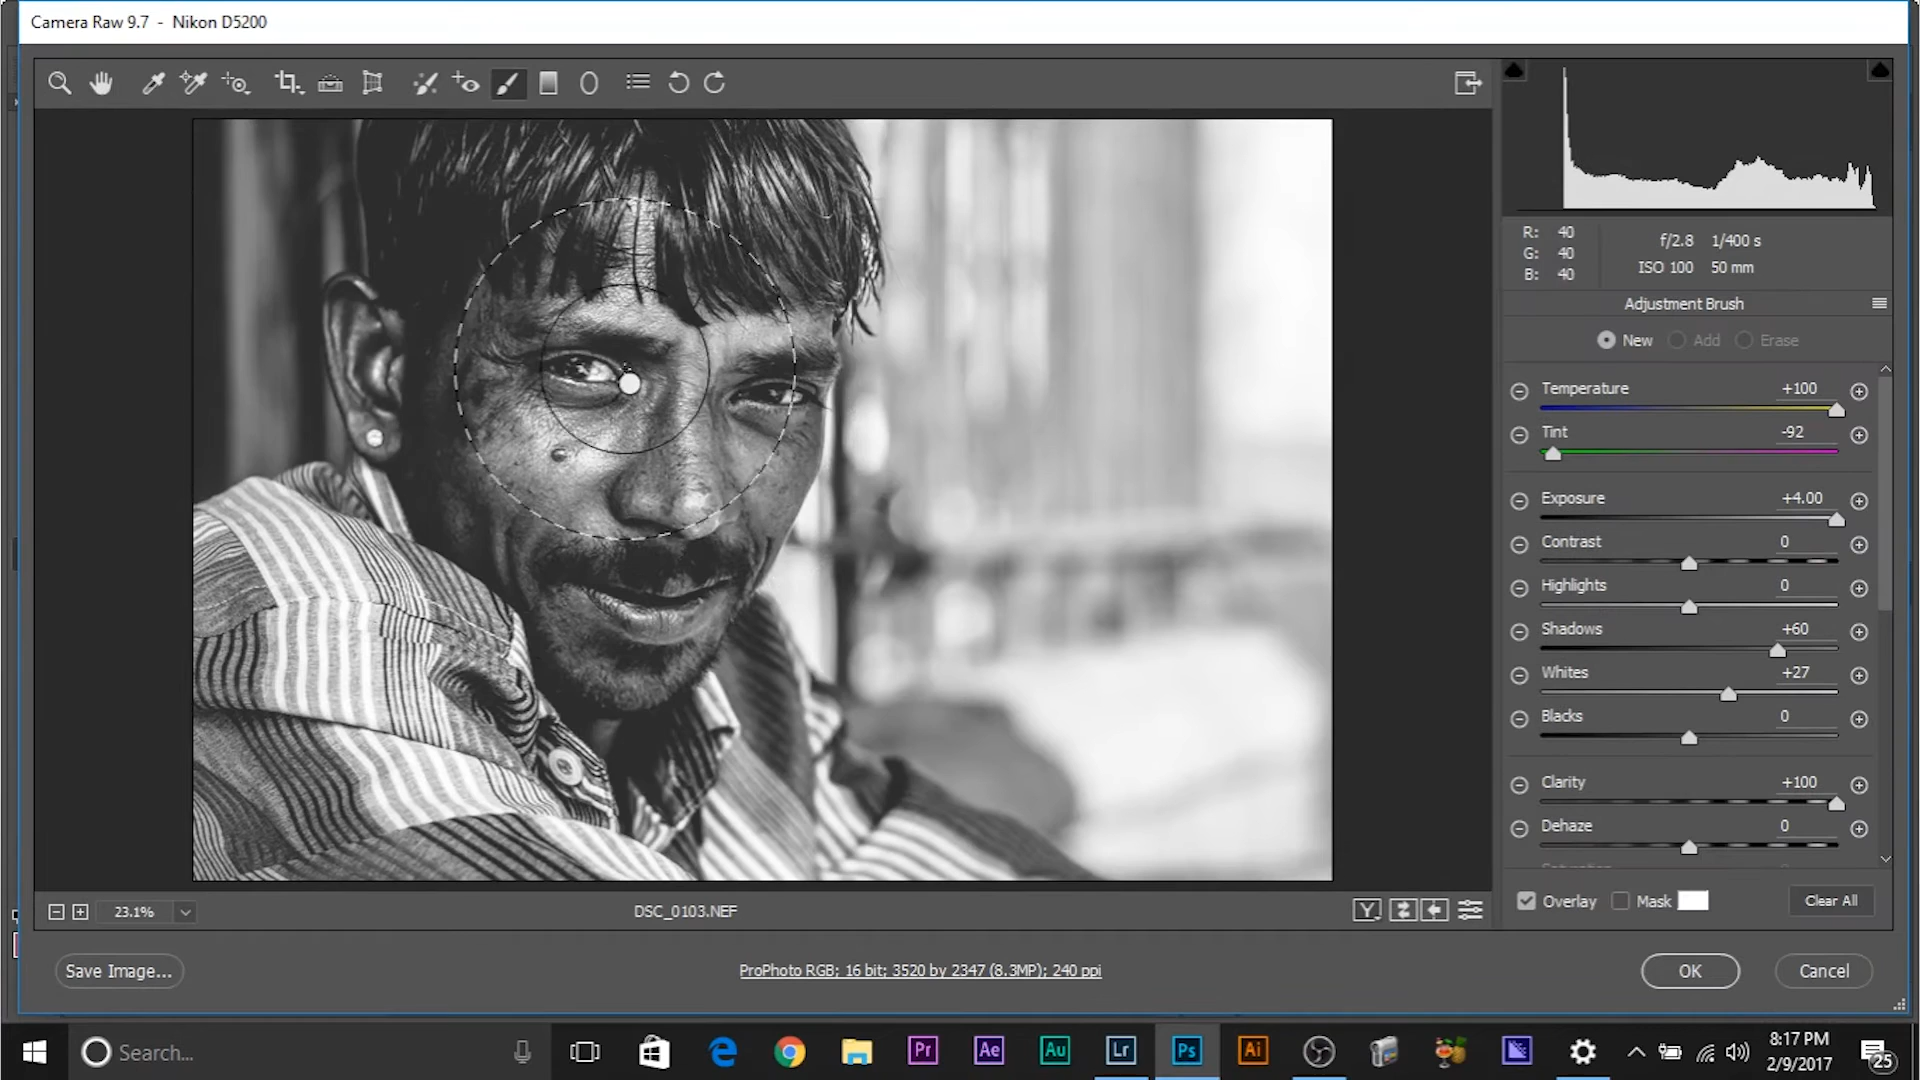 Camera Raw 9.7 - Nikon D5200
R: 40
G: 40
B: 40
f/2.8 1/400 s
ISO 100 50 mm
Adjustment Brush
New Add Erase
Temperature +100
Tint -92
Exposure +4.00
Contrast 0
Highlights 0
Shadows +60
Whites +27
Blacks 0
Clarity +100
Dehaze 0
Overlay Mask Clear All
23.1% DSC_0103.NEF Y
Save Image... ProPhoto RGB; 16 bit; 3520 by 2347 (8.3MP); 240 ppi OK Cancel
Search... Pr Ae Au Lr Ps Ai 8:17 PM
2/9/2017 25